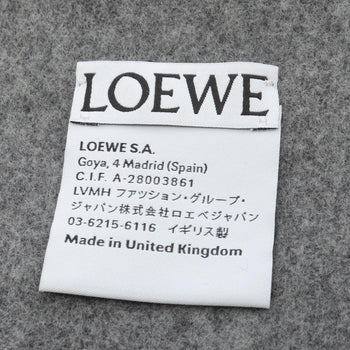 LOEWE
LOEWE S.A.
Goya, 4 Madrid (Spain)
C.I.F. A-28003861
LVMH ファッション・グループ・
ジャパン株式会社ロエベジャパン
03-6215-6116 イギリス製
Made in United Kingdom